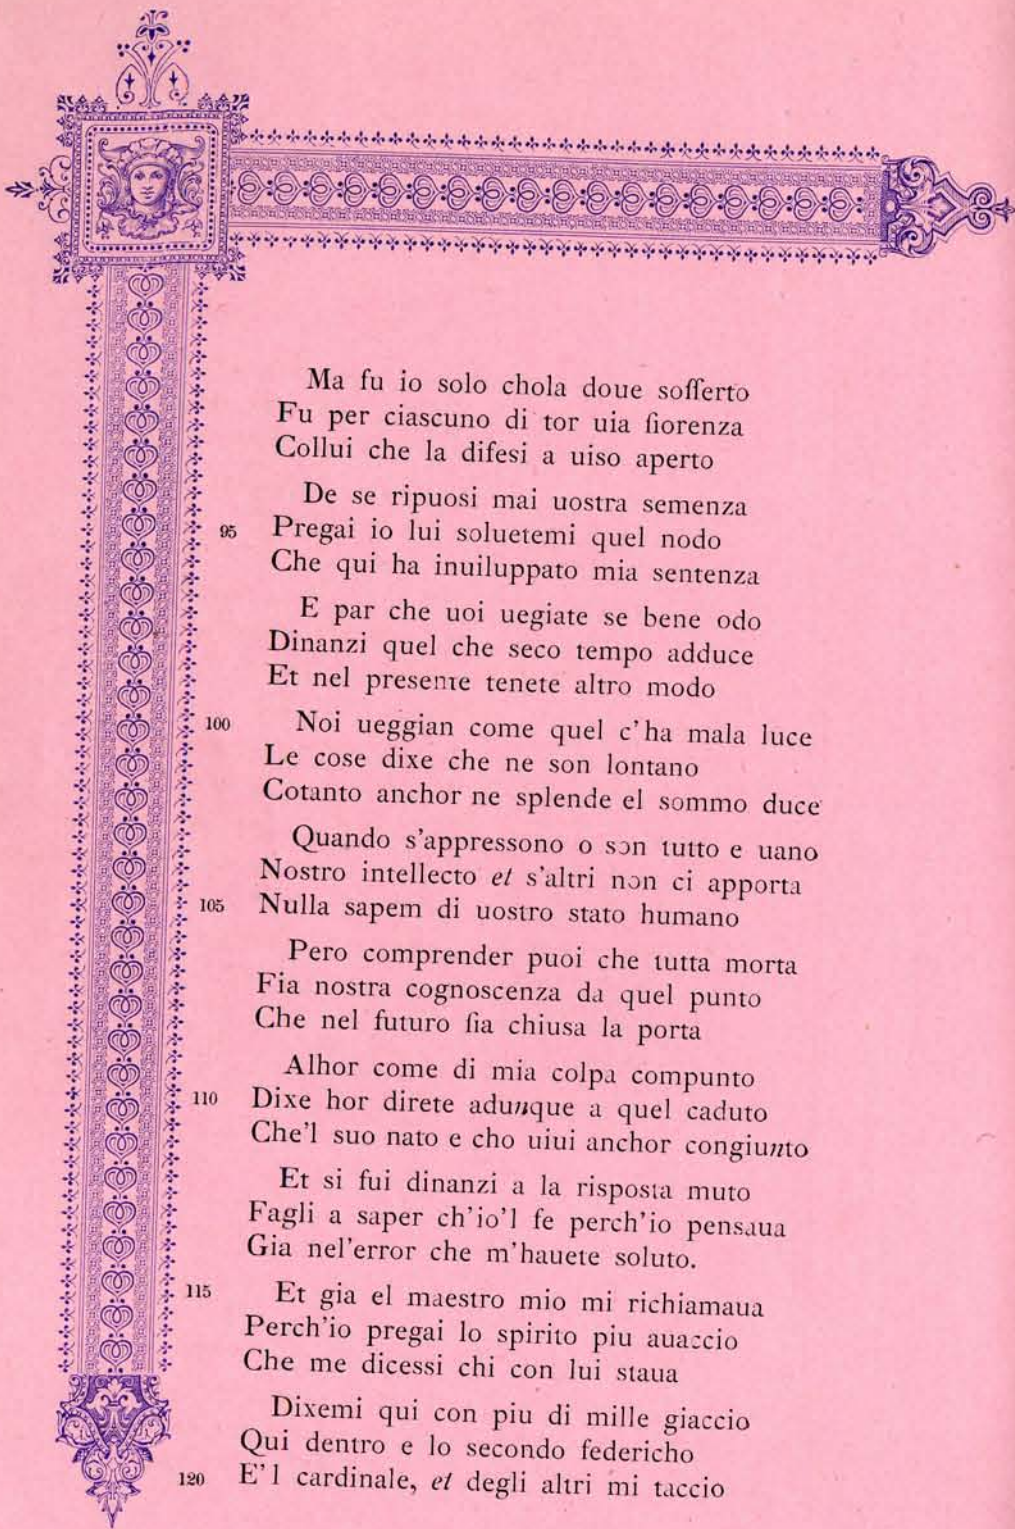 Ma fu io solo chola doue sofferto
Fu per ciascuno di tor uia fiorenza
Collui che la difesi a uiso aperto
De se ripuosi mai uostra semenza
95 Pregai io lui soluetemi quel nodo
Che qui ha inuiluppato mia sentenza
E par che uoi uegiate se bene odo
Dinanzi quel che seco tempo adduce
Et nel presente tenete altro modo
100 Noi ueggian come quel c'ha mala luce
Le cose dixe che ne son lontano
Cotanto anchor ne splende el sommo duce
Quando s'appressono o son tutto e uano
Nostro intellecto et s'altri non ci apporta
105 Nulla sapem di uostro stato humano
Pero comprender puoi che tutta morta
Fia nostra cognoscenza da quel punto
Che nel futuro fia chiusa la porta
Alhor come di mia colpa compunto
110 Dixe hor direte adunque a quel caduto
Che'l suo nato e cho uiui anchor congiunto
Et si fui dinanzi a la risposta muto
Fagli a saper ch'io'l fe perch'io pensaua
Gia nel'error che m'hauete soluto.
115 Et gia el maestro mio mi richiamaua
Perch'io pregai lo spirito piu auaccio
Che me dicessi chi con lui staua
Dixemi qui con piu di mille giaccio
Qui dentro e lo secondo federicho
120 E'l cardinale, et degli altri mi taccio